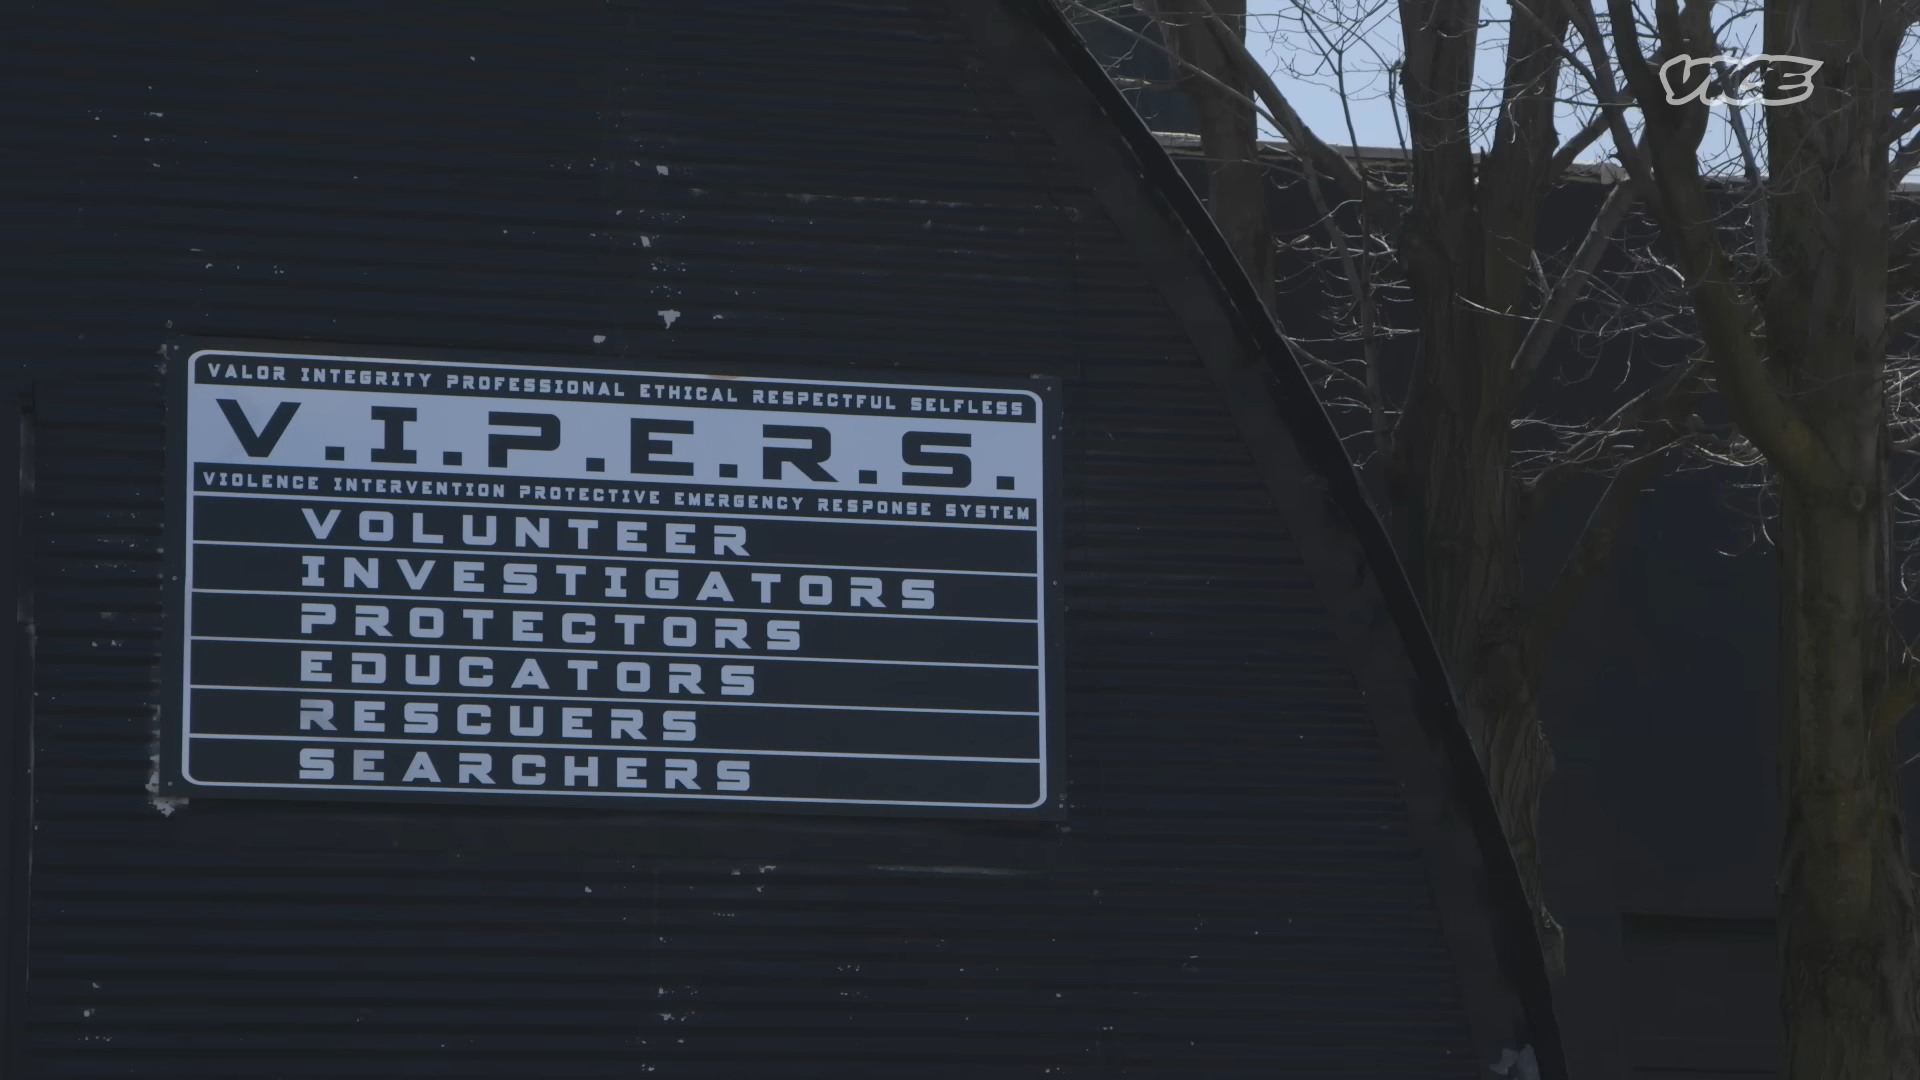 VICE
VALOR INTEGRITY PROFESSIONAL ETHICAL RESPECTFUL SELFLESS
V.I.P.E.R.S.
VIOLENCE INTERVENTION PROTECTIVE EMERGENCY RESPONSE SYSTEM
VOLUNTEER
INVESTIGATORS
PROTECTORS
EDUCATORS
RESCUERS
SEARCHERS